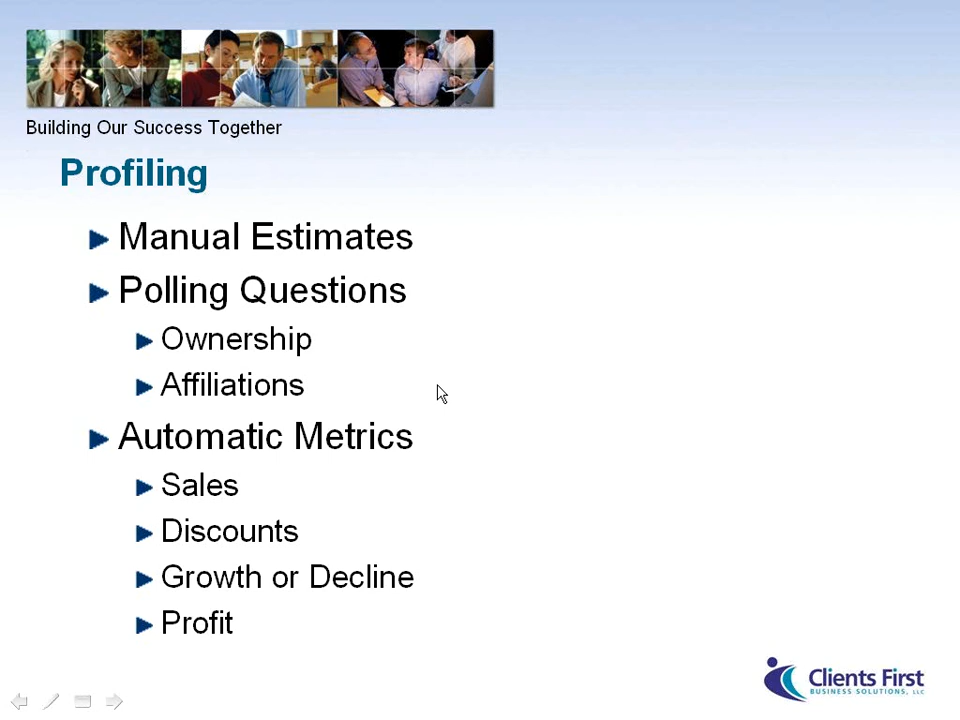 Building Our Success Together
Profiling
Manual Estimates
Polling Questions
Ownership
Affiliations
Automatic Metrics
Sales
Discounts
Growth or Decline
Profit
Clients First
BUSINESS SOLUTIONS, LLC